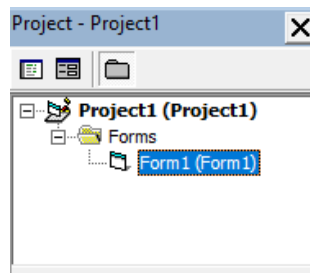 Project - Project1
Project1 (Project1)
Forms
Form1 (Form1)